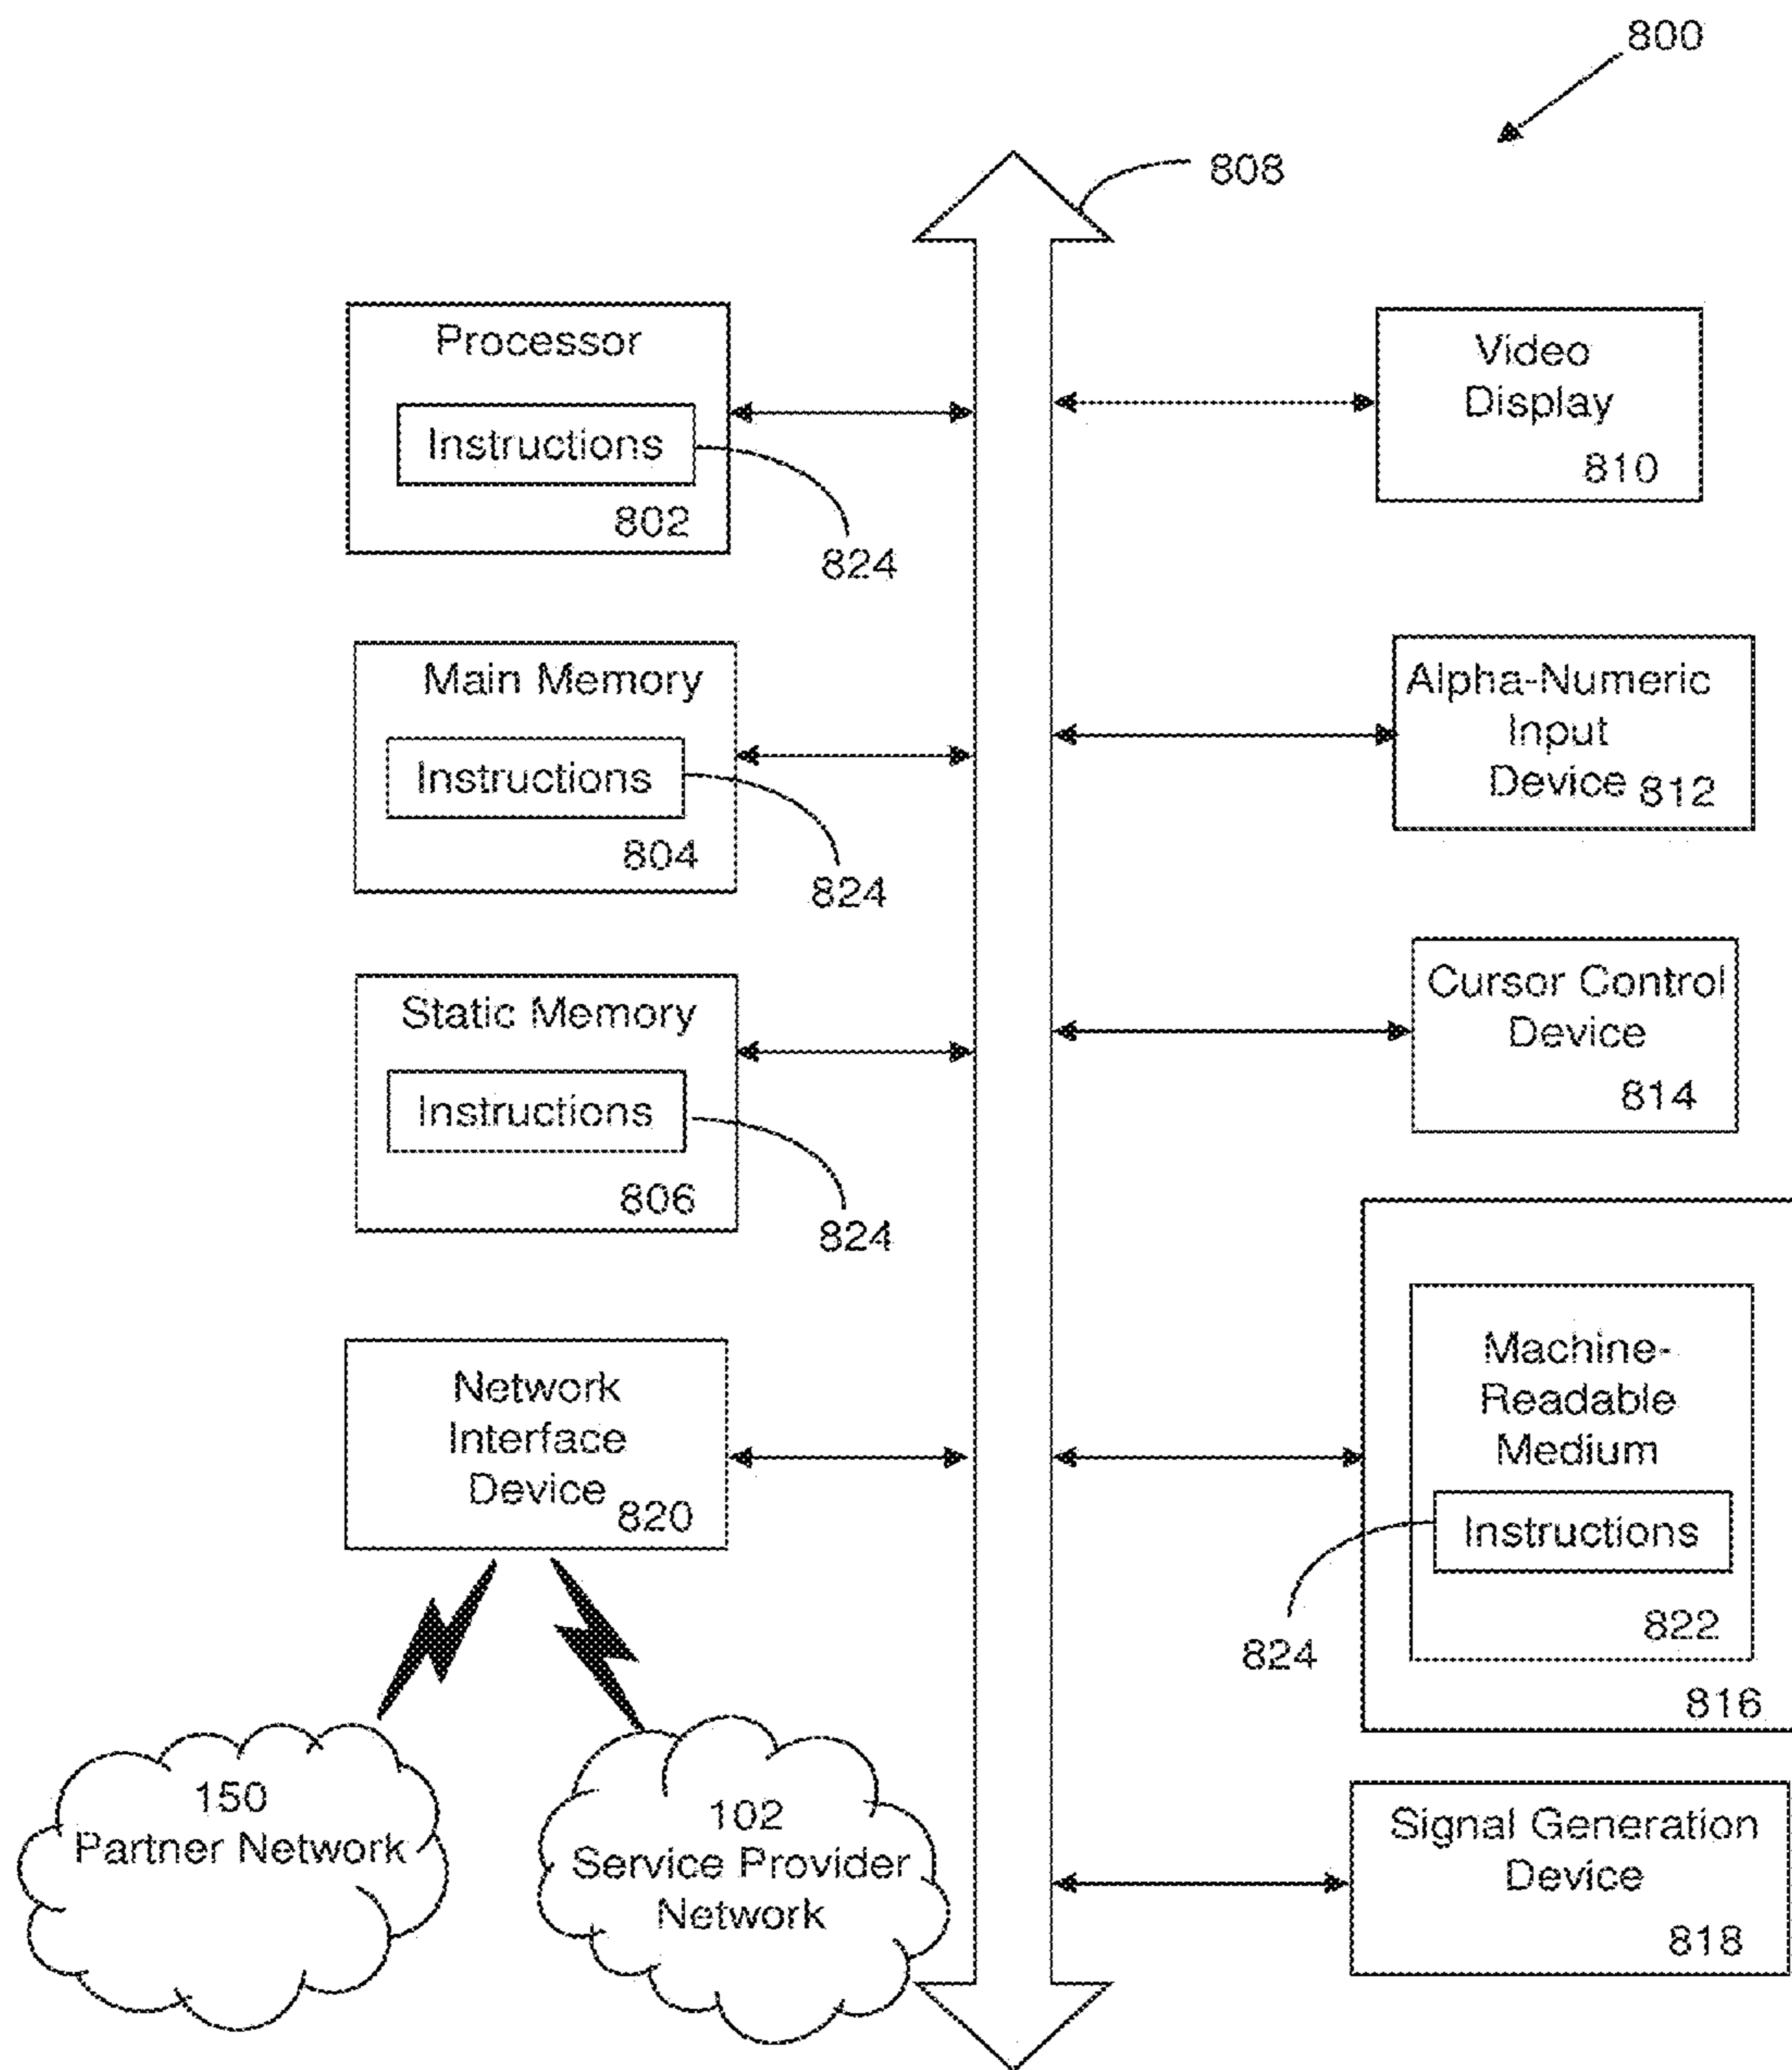 800
808
Processor
Instructions
802
824
Video
Display
810
Main Memory
Instructions
804
824
Alpha-Numeric
Input
Device 812
Static Memory
Instructions
806
824
Cursor Control
Device
814
Network
Interface
Device
820
Machine-
Readable
Medium
Instructions
822
824
816
150
Partner Network
102
Service Provider
Network
Signal Generation
Device
818